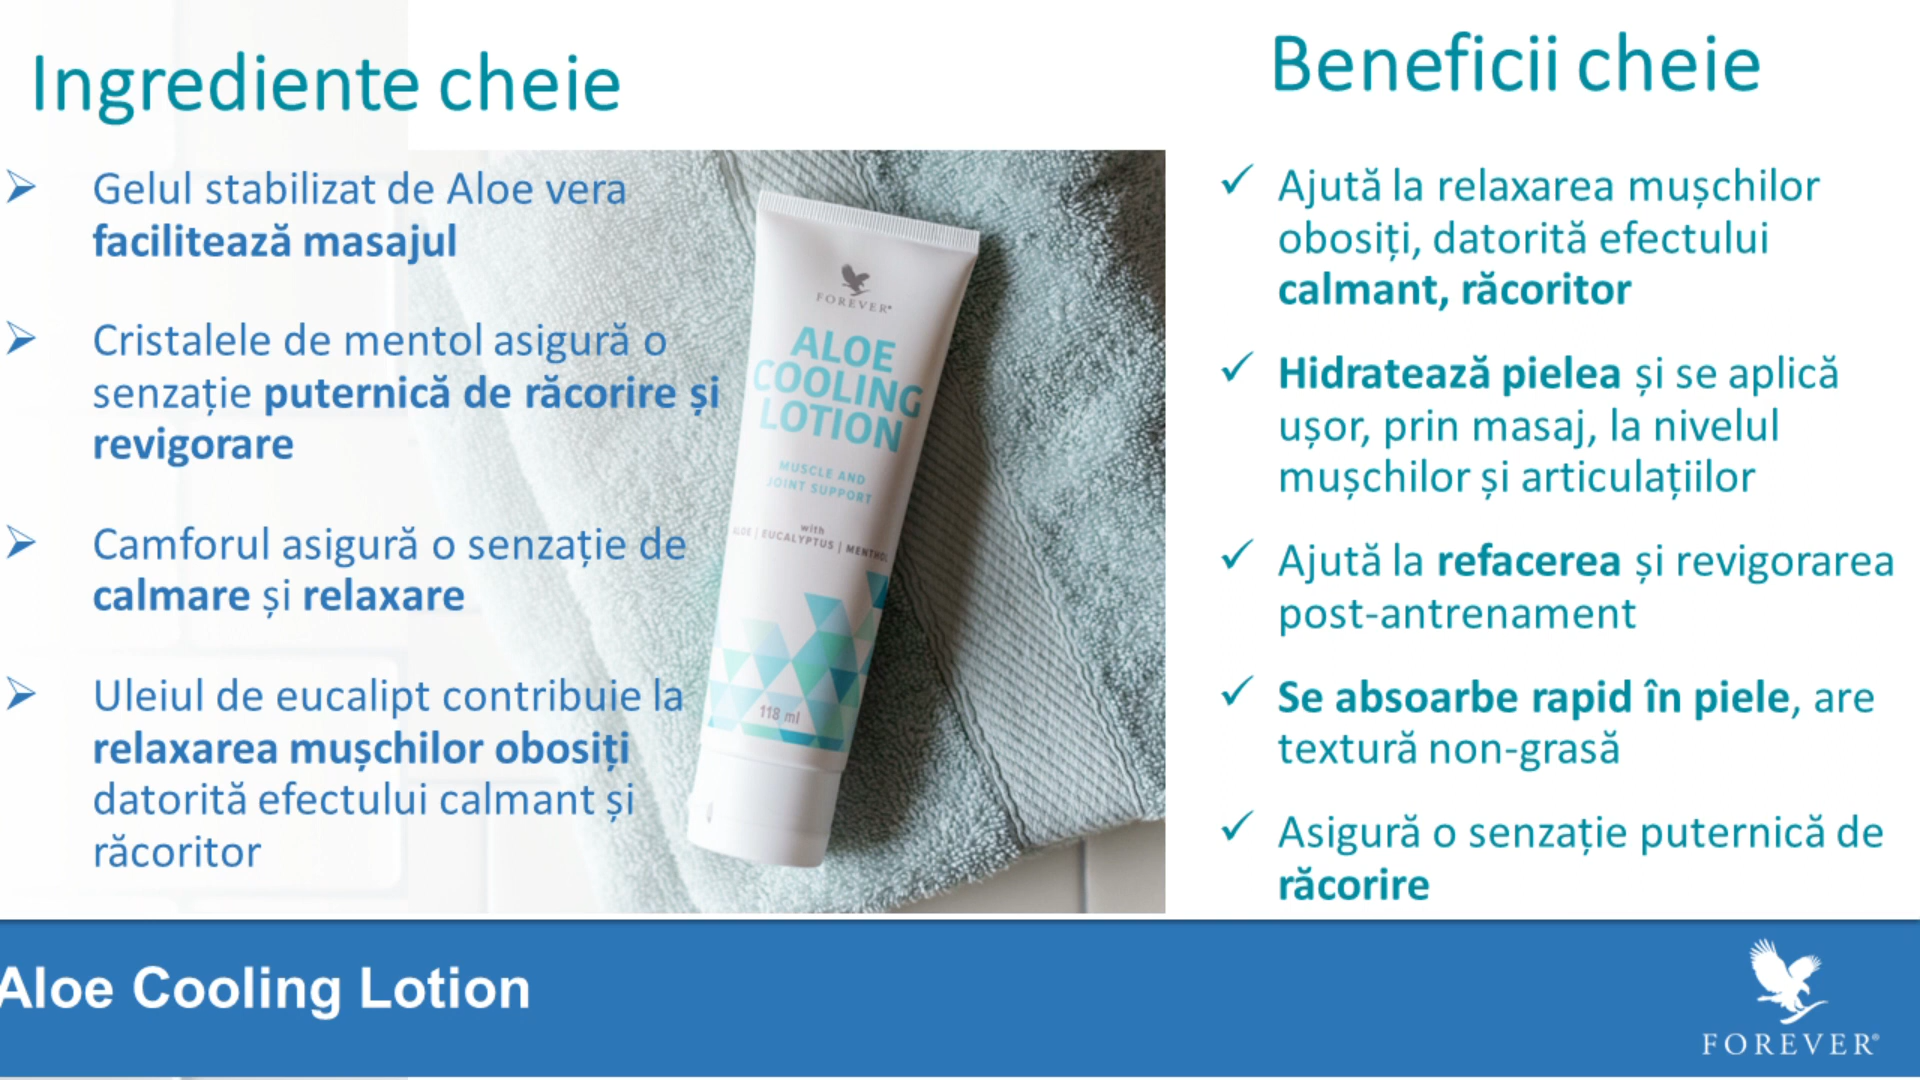 Ingrediente cheie
Gelul stabilizat de Aloe vera
facilitează masajul
Cristalele de mentol asigură o
senzație puternică de răcorire și
revigorare
Camforul asigură o senzație de
calmare și relaxare
Uleiul de eucalipt contribuie la
relaxarea mușchilor obosiți
datorită efectului calmant și
răcoritor
FOREVER®
ALOE
COOLING
LOTION
MUSCLE AND
JOINT SUPPORT
with
ALOE | EUCALYPTUS | MENTHOL
118 ml
Beneficii cheie
Ajută la relaxarea mușchilor
obosiți, datorită efectului
calmant, răcoritor
Hidratează pielea și se aplică
ușor, prin masaj, la nivelul
mușchilor și articulațiilor
Ajută la refacerea și revigorarea
post-antrenament
Se absoarbe rapid în piele, are
textură non-grasă
Asigură o senzație puternică de
răcorire
Aloe Cooling Lotion
FOREVER®